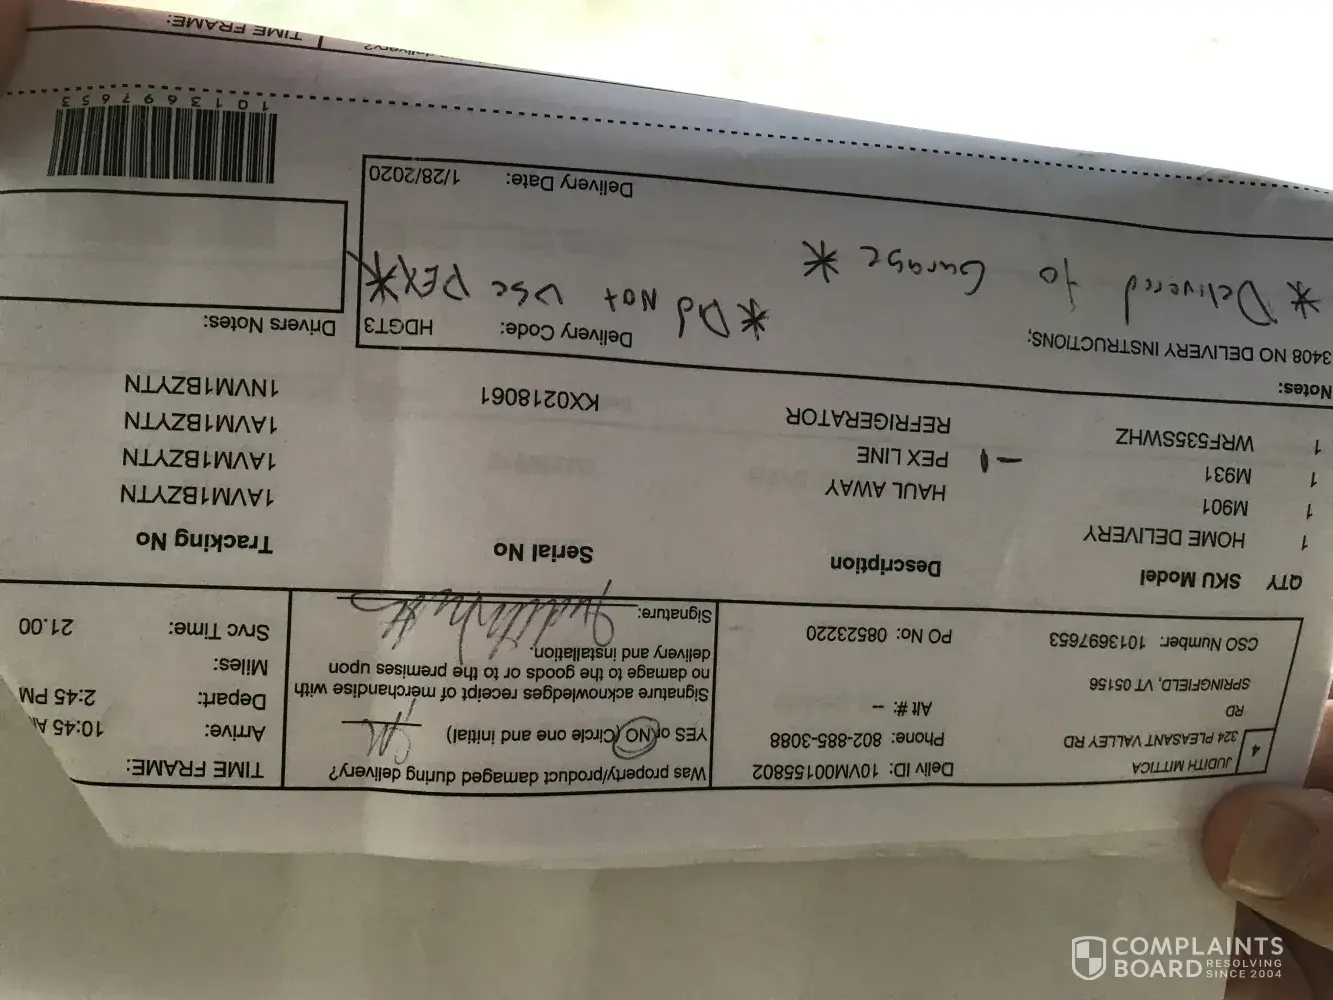 4 JUDITH MITTICA
324 PLEASANT VALLEY RD
RD
SPRINGFIELD, VT 05156
CSO Number: 1013697653
Deliv ID: 10VM00155802
Phone: 802-885-3088
Alt #: --
PO No: 08523220
Was property/product damaged during delivery?
YES or NO (Circle one and initial) JM
Signature acknowledges receipt of merchandise with
no damage to the goods or to the premises upon
delivery and installation.
Signature:
TIME FRAME:
Arrive: 10:45 AM
Depart: 2:45 PM
Miles:
Srvc Time: 21.00
QTY SKU Model Description Serial No Tracking No
1 HOME DELIVERY
1 M901 HAUL AWAY 1AVM1BZYTN
1 M931 -1 PEX LINE 1AVM1BZYTN
1 WRF535SWHZ REFRIGERATOR 1AVM1BZYTN
KX0218061 1NVM1BZYTN
Notes:
3408 NO DELIVERY INSTRUCTIONS;
Delivery Code: HDGT3
Drivers Notes:
*Did Not Use PEX*
*Delivered to Garage*
Delivery Date: 1/28/2020
1013697653
delivery?
TIME FRAME:
COMPLAINTS
BOARD RESOLVING
SINCE 2004